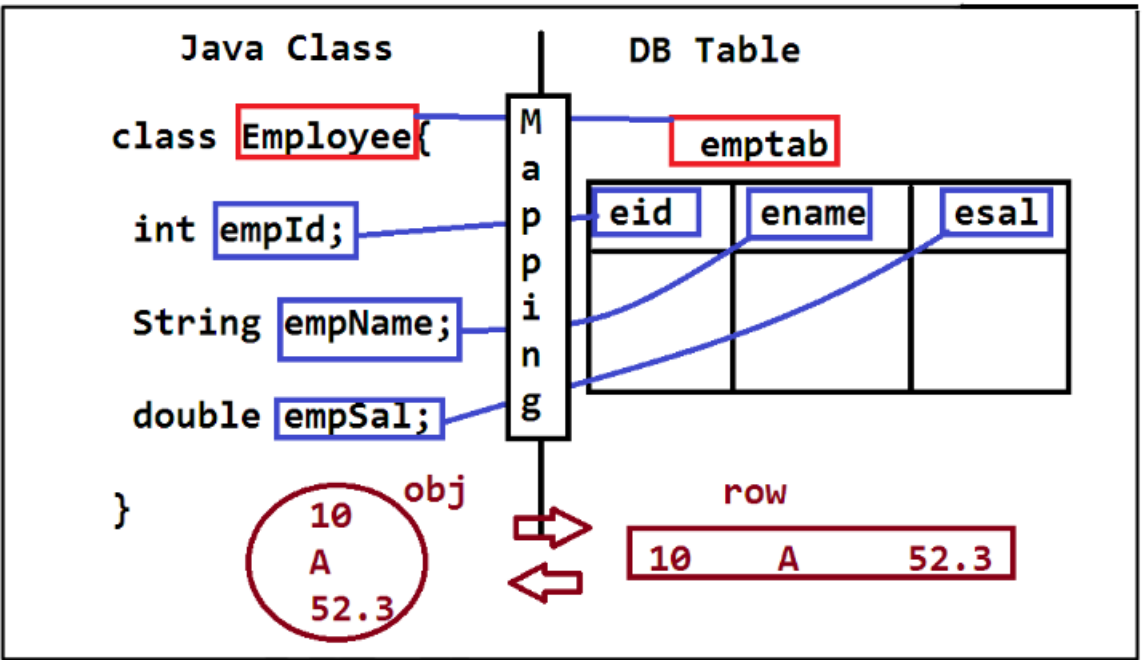 Java Class
DB Table
class Employee{
int empId;
String empName;
double empSal;
}
Mapping
emptab
eid ename esal
obj
10
A
52.3
row
10 A 52.3